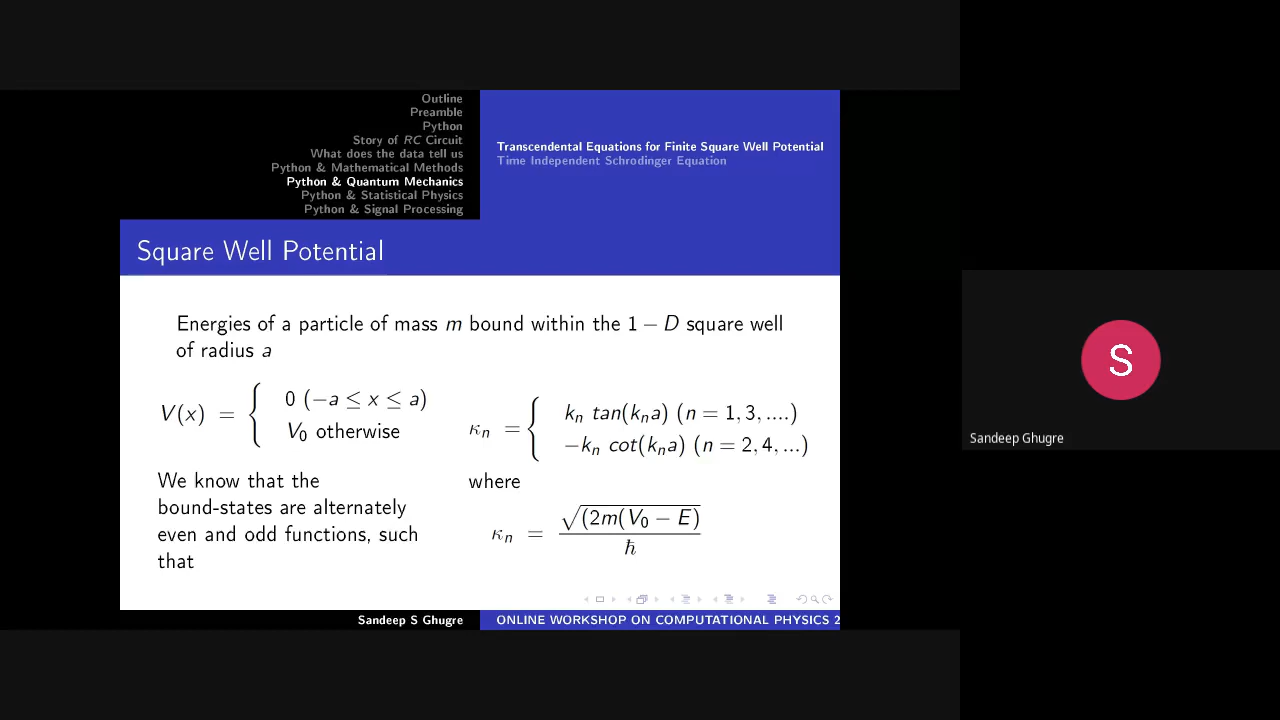 Outline
Preamble
Python
Story of RC Circuit
What does the data tell us
Python & Mathematical Methods
Python & Quantum Mechanics
Python & Statistical Physics
Python & Signal Processing
Transcendental Equations for Finite Square Well Potential
Time Independent Schrodinger Equation
Square Well Potential
Energies of a particle of mass m bound within the 1 − D square well
of radius a
V(x) = { 0 (−a ≤ x ≤ a)
V₀ otherwise
We know that the
bound-states are alternately
even and odd functions, such
that
κₙ = { kₙ tan(kₙa) (n = 1, 3, ....)
−kₙ cot(kₙa) (n = 2, 4, ...)
where
κₙ = √(2m(V₀ − E) / ħ
Sandeep S Ghugre
ONLINE WORKSHOP ON COMPUTATIONAL PHYSICS 2
S
Sandeep Ghugre